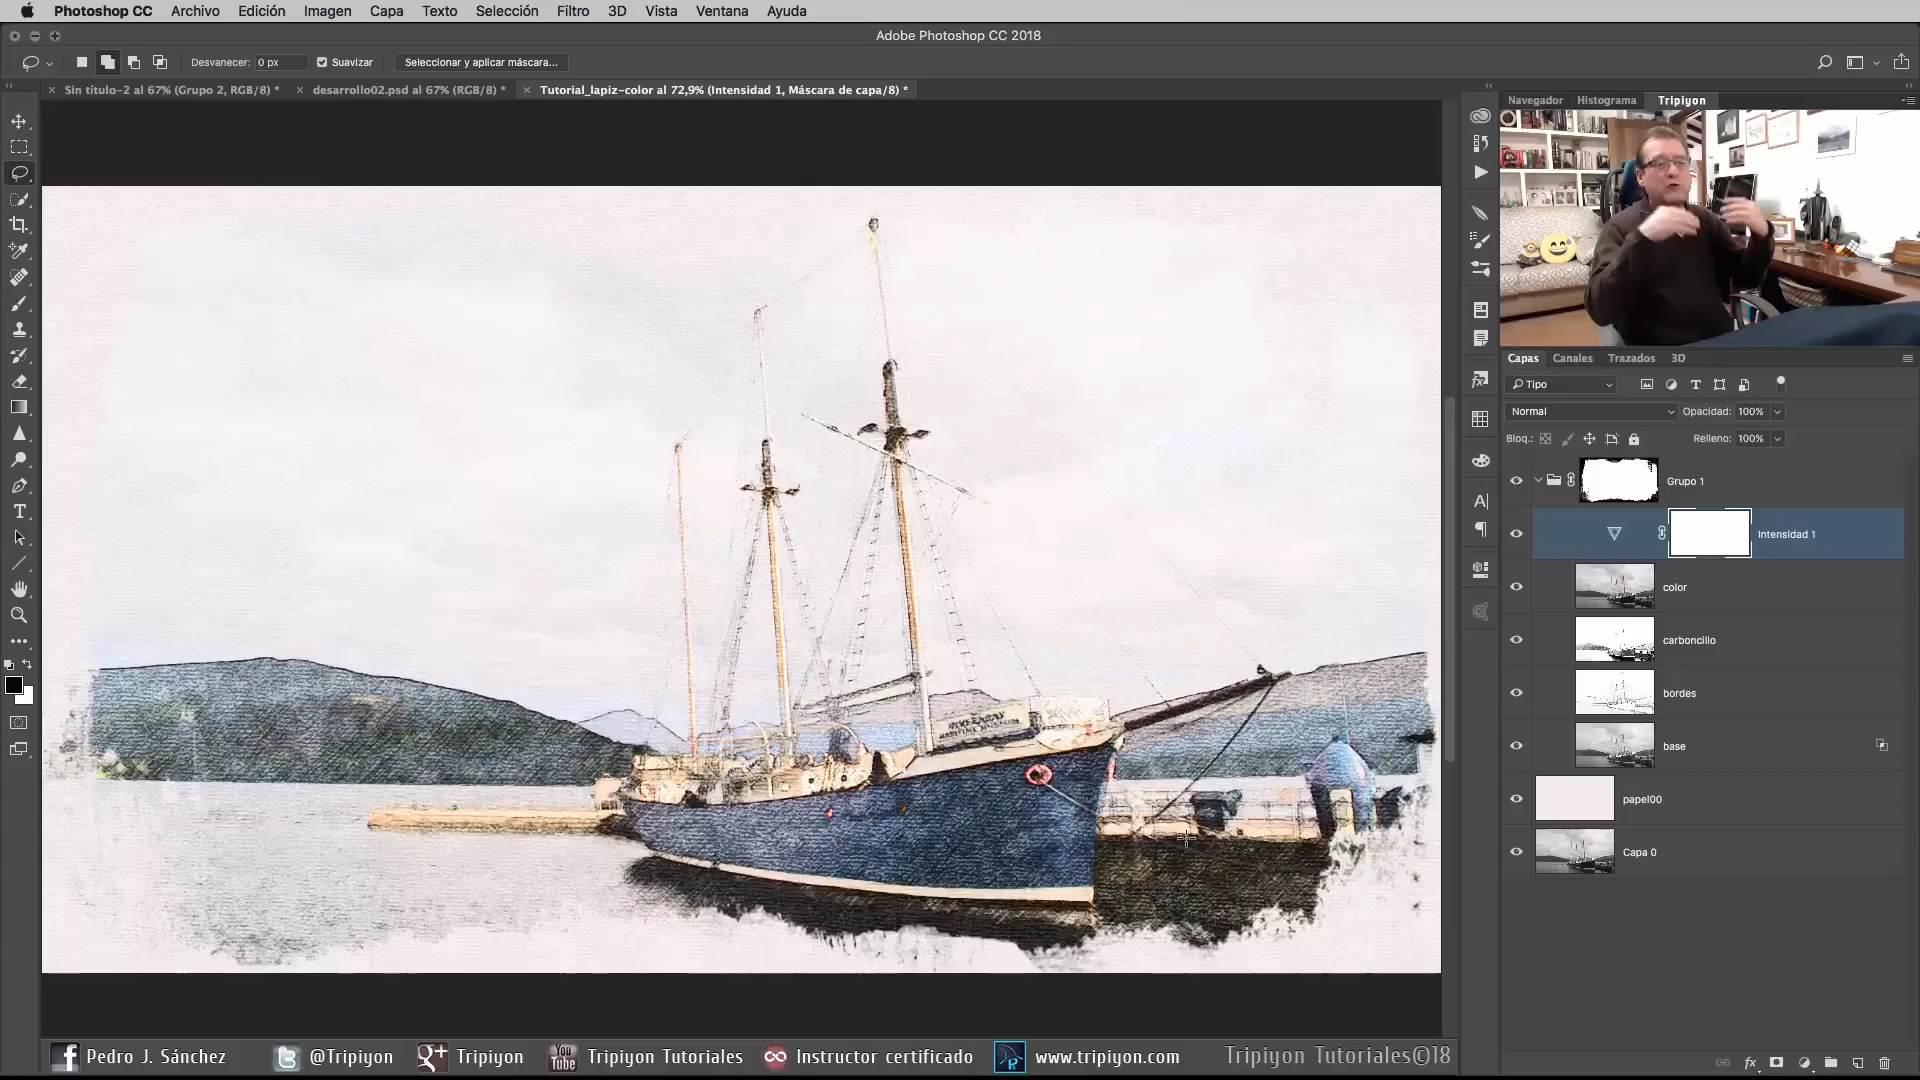 Photoshop CC Archivo Edición Imagen Capa Texto Selección Filtro 3D Vista Ventana Ayuda
Adobe Photoshop CC 2018
Desvanecer: 0 px Suavizar Seleccionar y aplicar máscara...
Sin título-2 al 67% (Grupo 2, RGB/8) * desarrollo02.psd al 67% (RGB/8) * Tutorial_lapiz-color al 72,9% (Intensidad 1, Máscara de capa/8) *
Navegador Histograma Tripiyon
Capas Canales Trazados 3D
Tipo
Normal Opacidad: 100%
Bloq.: Relleno: 100%
Grupo 1
Intensidad 1
color
carboncillo
bordes
base
papel00
Capa 0
Pedro J. Sánchez @Tripiyon Tripiyon You Tube Tripiyon Tutoriales Instructor certificado www.tripiyon.com Tripiyon Tutoriales©18